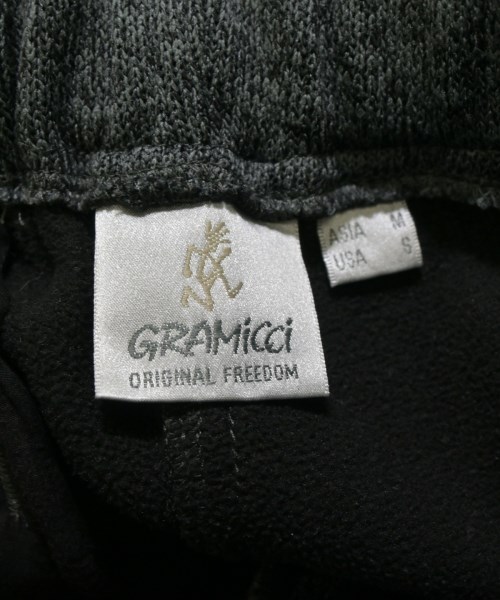 GRAMiCCi
ORIGINAL FREEDOM
ASIA M
USA S